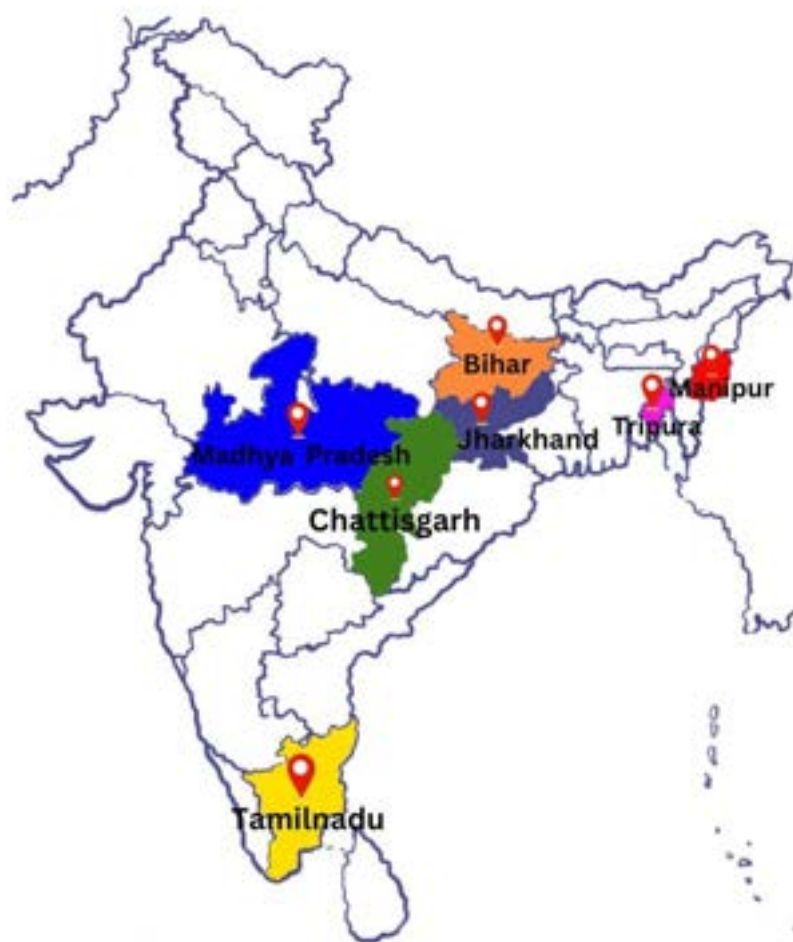 Bihar
Manipur
Tripura
Jharkhand
Madhya Pradesh
Chattisgarh
Tamilnadu